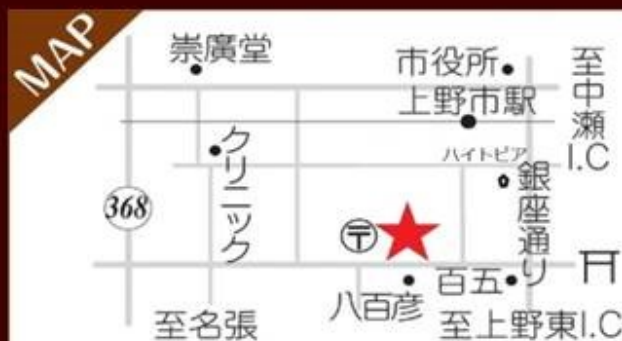 MAP
崇廣堂
市役所
上野市駅
至中瀬I.C
ハイトピア
クリニック
銀座通り
368
〒
八百彦
百五
至名張
至上野東I.C